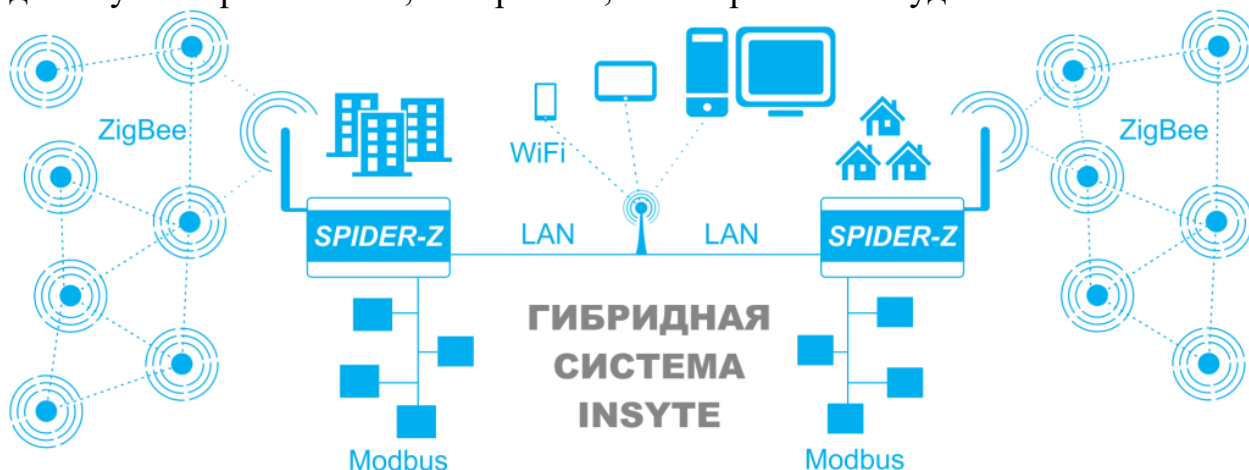 ZigBee
WiFi
ZigBee
SPIDER-Z
LAN
LAN
SPIDER-Z
ГИБРИДНАЯ
СИСТЕМА
INSYTE
Modbus
Modbus